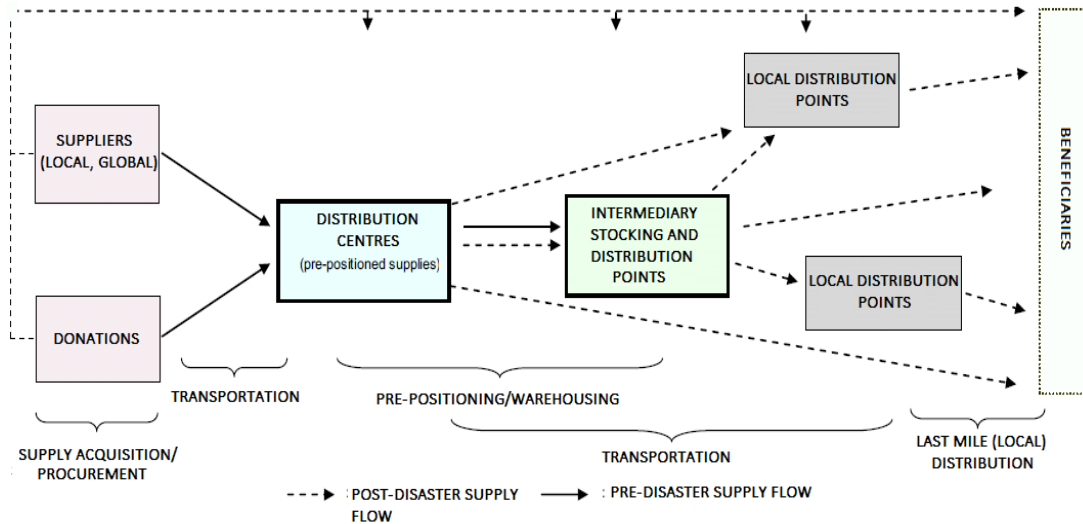 SUPPLIERS
(LOCAL, GLOBAL)
DONATIONS
DISTRIBUTION
CENTRES
(pre-positioned supplies)
INTERMEDIARY
STOCKING AND
DISTRIBUTION
POINTS
LOCAL DISTRIBUTION
POINTS
LOCAL DISTRIBUTION
POINTS
BENEFICIARIES
TRANSPORTATION
PRE-POSITIONING/WAREHOUSING
SUPPLY ACQUISITION/
PROCUREMENT
TRANSPORTATION
LAST MILE (LOCAL)
DISTRIBUTION
: POST-DISASTER SUPPLY
FLOW
: PRE-DISASTER SUPPLY FLOW